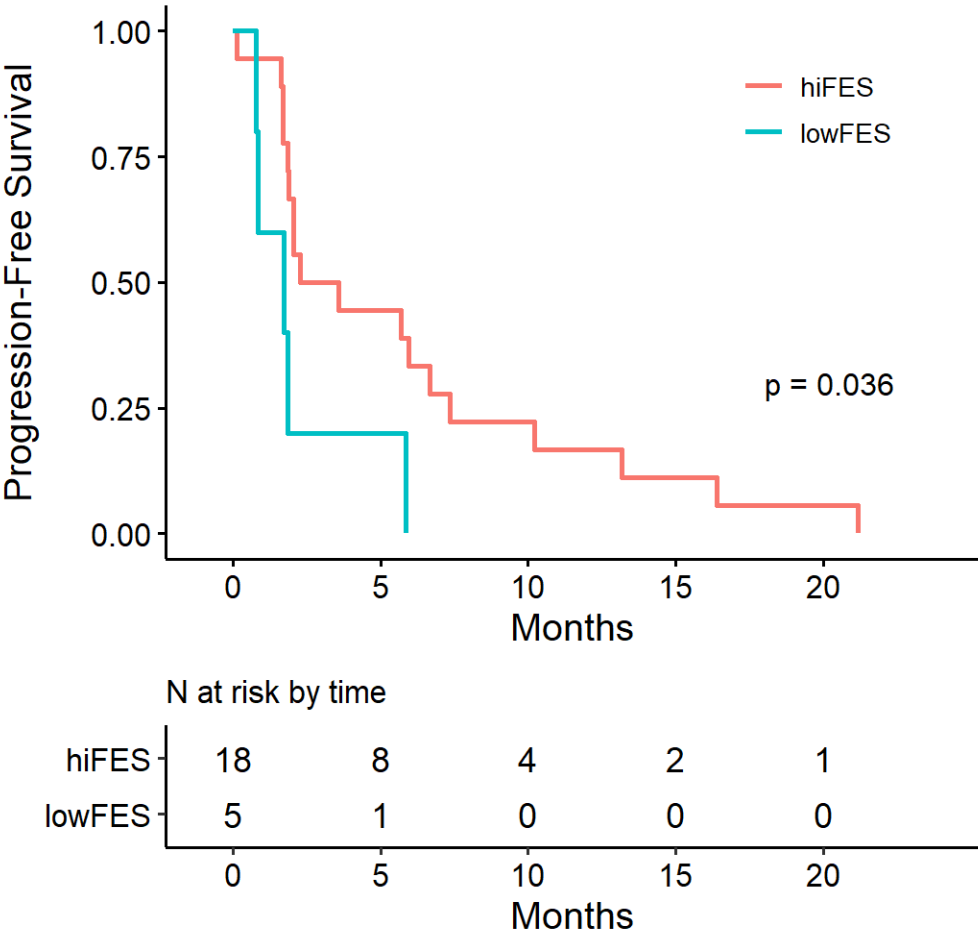 Progression-Free Survival
1.00
0.75
0.50
0.25
0.00
hiFES
lowFES
p = 0.036
0 5 10 15 20
Months
N at risk by time
hiFES 18 8 4 2 1
lowFES 5 1 0 0 0
0 5 10 15 20
Months